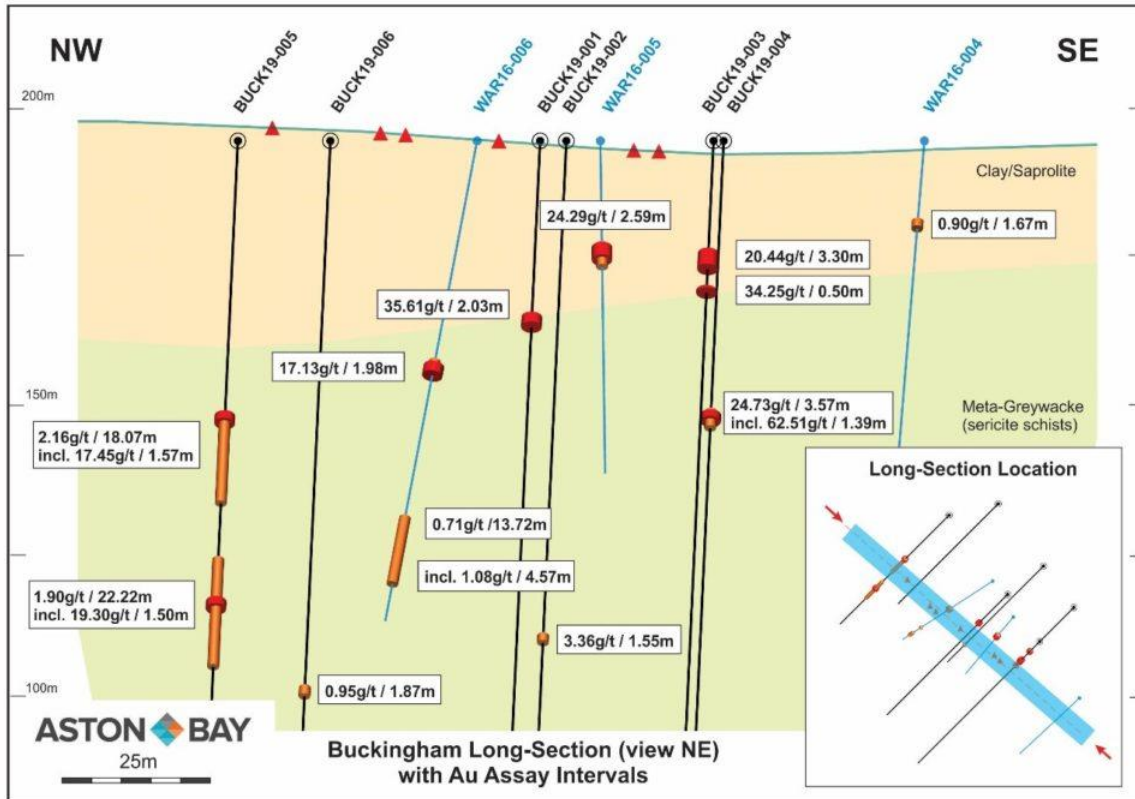 NW
SE
BUCK19-005
BUCK19-006
WAR16-006
BUCK19-001
BUCK19-002
WAR16-005
BUCK19-003
BUCK19-004
WAR16-004
200m
Clay/Saprolite
24.29g/t / 2.59m
0.90g/t / 1.67m
20.44g/t / 3.30m
34.25g/t / 0.50m
35.61g/t / 2.03m
17.13g/t / 1.98m
150m
24.73g/t / 3.57m
incl. 62.51g/t / 1.39m
Meta-Greywacke
(sericite schists)
2.16g/t / 18.07m
incl. 17.45g/t / 1.57m
Long-Section Location
0.71g/t /13.72m
incl. 1.08g/t / 4.57m
1.90g/t / 22.22m
incl. 19.30g/t / 1.50m
3.36g/t / 1.55m
0.95g/t / 1.87m
100m
ASTON BAY
25m
Buckingham Long-Section (view NE)
with Au Assay Intervals